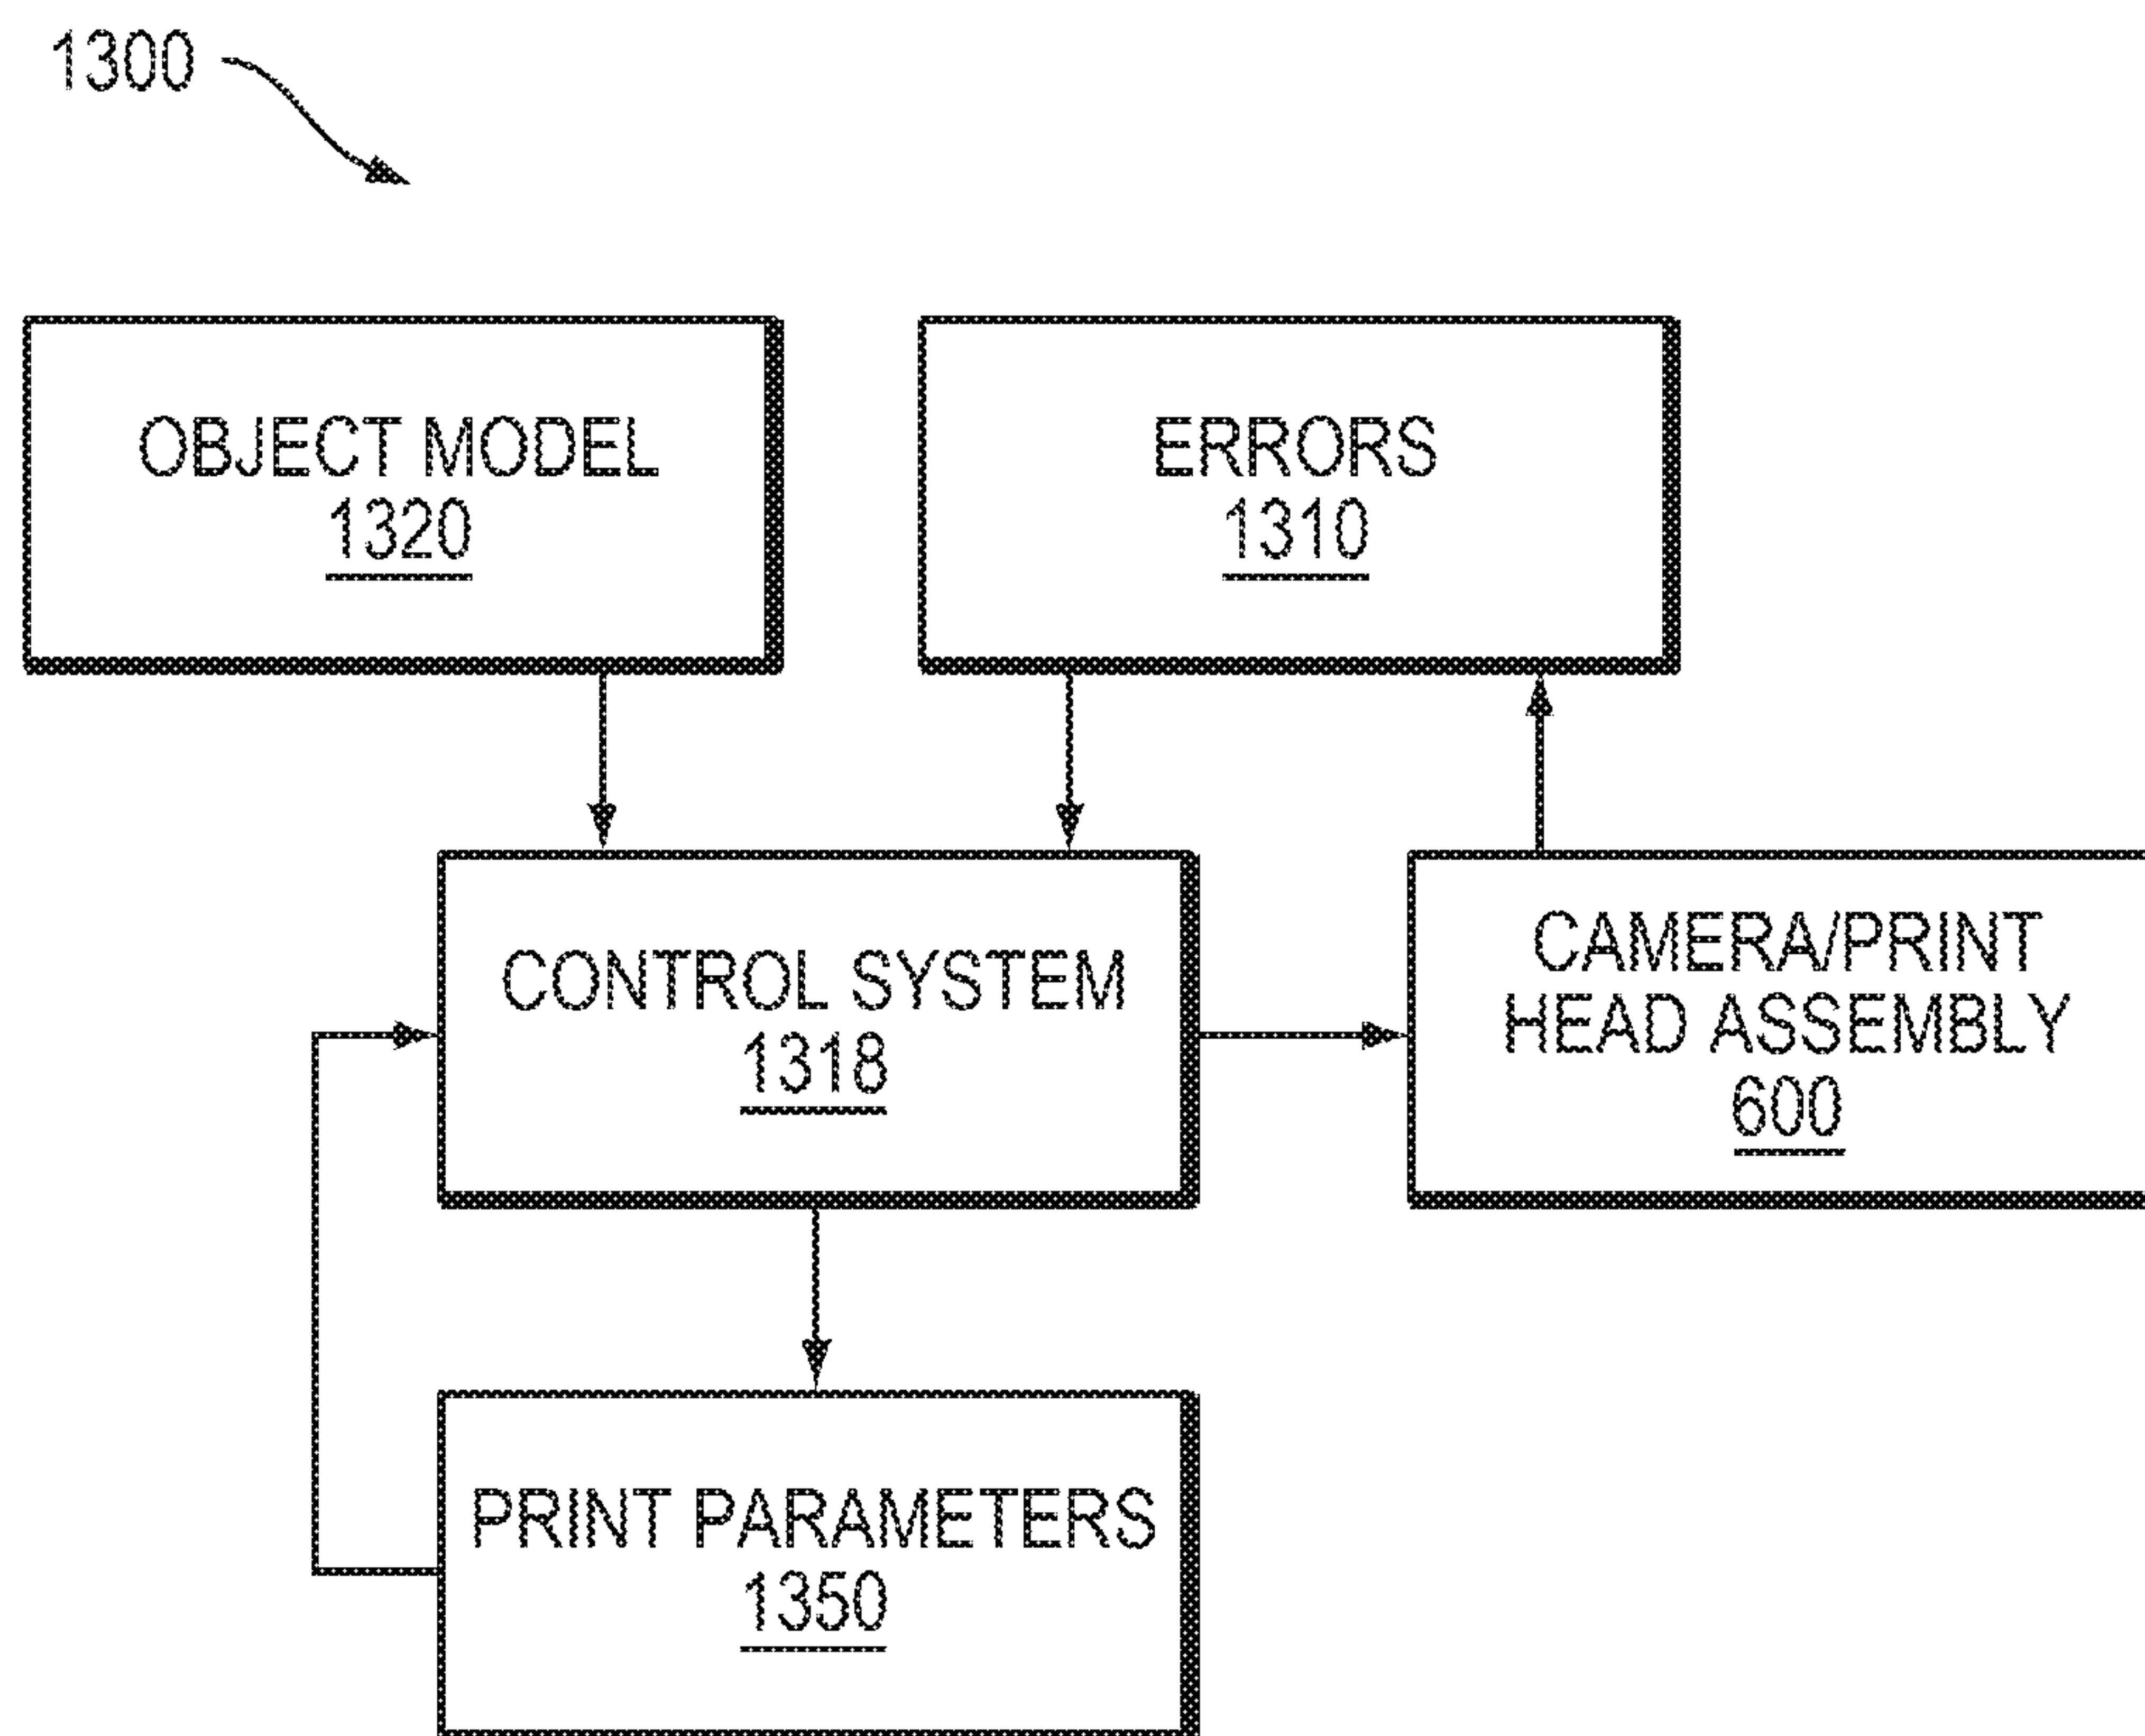 1300
OBJECT MODEL
1320
ERRORS
1310
CONTROL SYSTEM
1318
CAMERA/PRINT
HEAD ASSEMBLY
600
PRINT PARAMETERS
1350